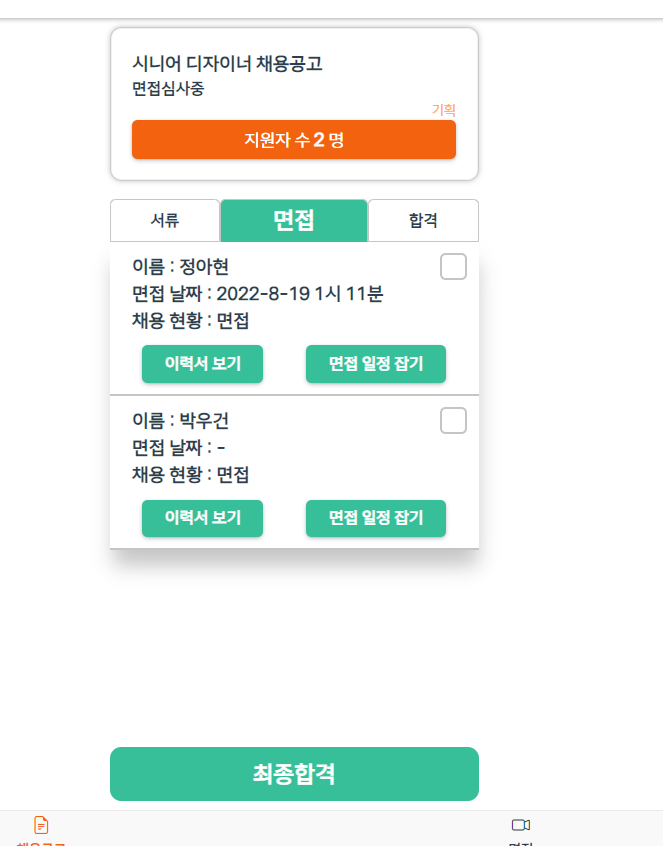 시니어 디자이너 채용공고
면접심사중
기획
지원자 수 2 명
서류 면접 합격
이름 : 정아현
면접 날짜 : 2022-8-19 1시 11분
채용 현황 : 면접
이력서 보기 면접 일정 잡기
이름 : 박우건
면접 날짜 : -
채용 현황 : 면접
이력서 보기 면접 일정 잡기
최종합격